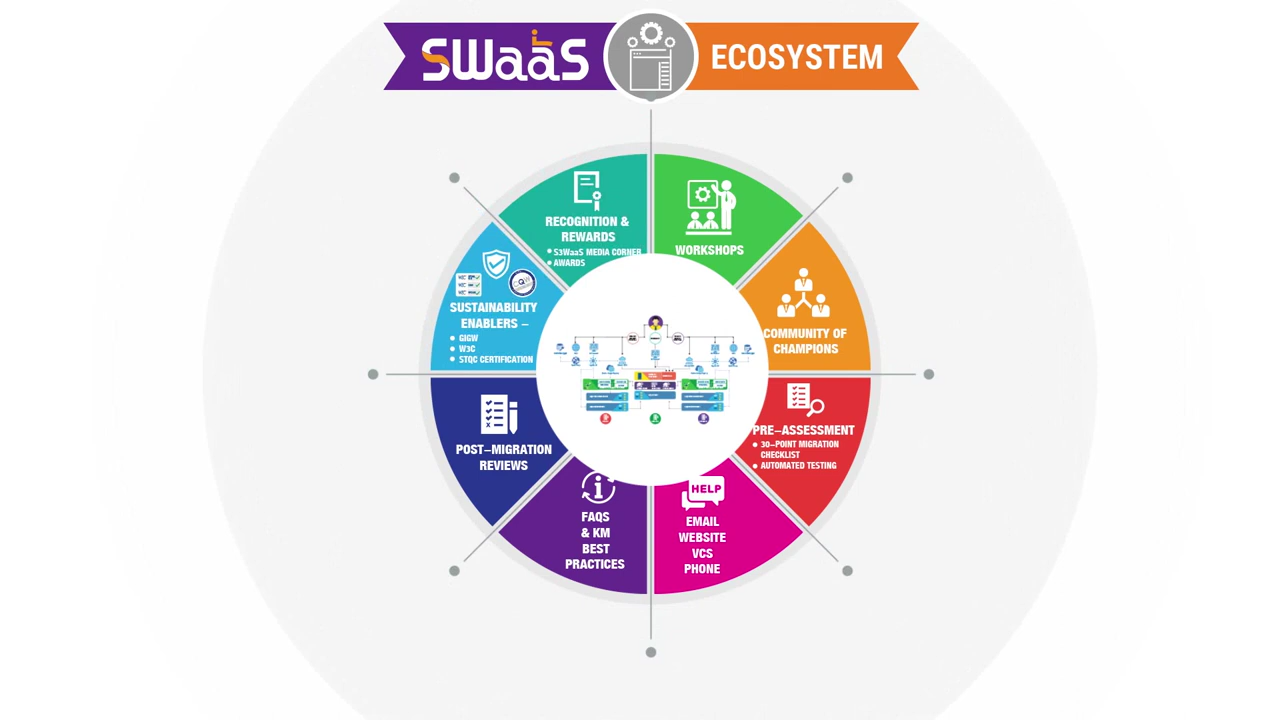 SWaaS
ECOSYSTEM
RECOGNITION &
REWARDS
S3WaaS MEDIA CORNER
AWARDS
WORKSHOPS
SUSTAINABILITY
ENABLERS –
GIGW
W3C
STQC CERTIFICATION
COMMUNITY OF
CHAMPIONS
PRE–ASSESSMENT
30–POINT MIGRATION
CHECKLIST
AUTOMATED TESTING
POST–MIGRATION
REVIEWS
FAQS
& KM
BEST
PRACTICES
HELP
EMAIL
WEBSITE
VCS
PHONE